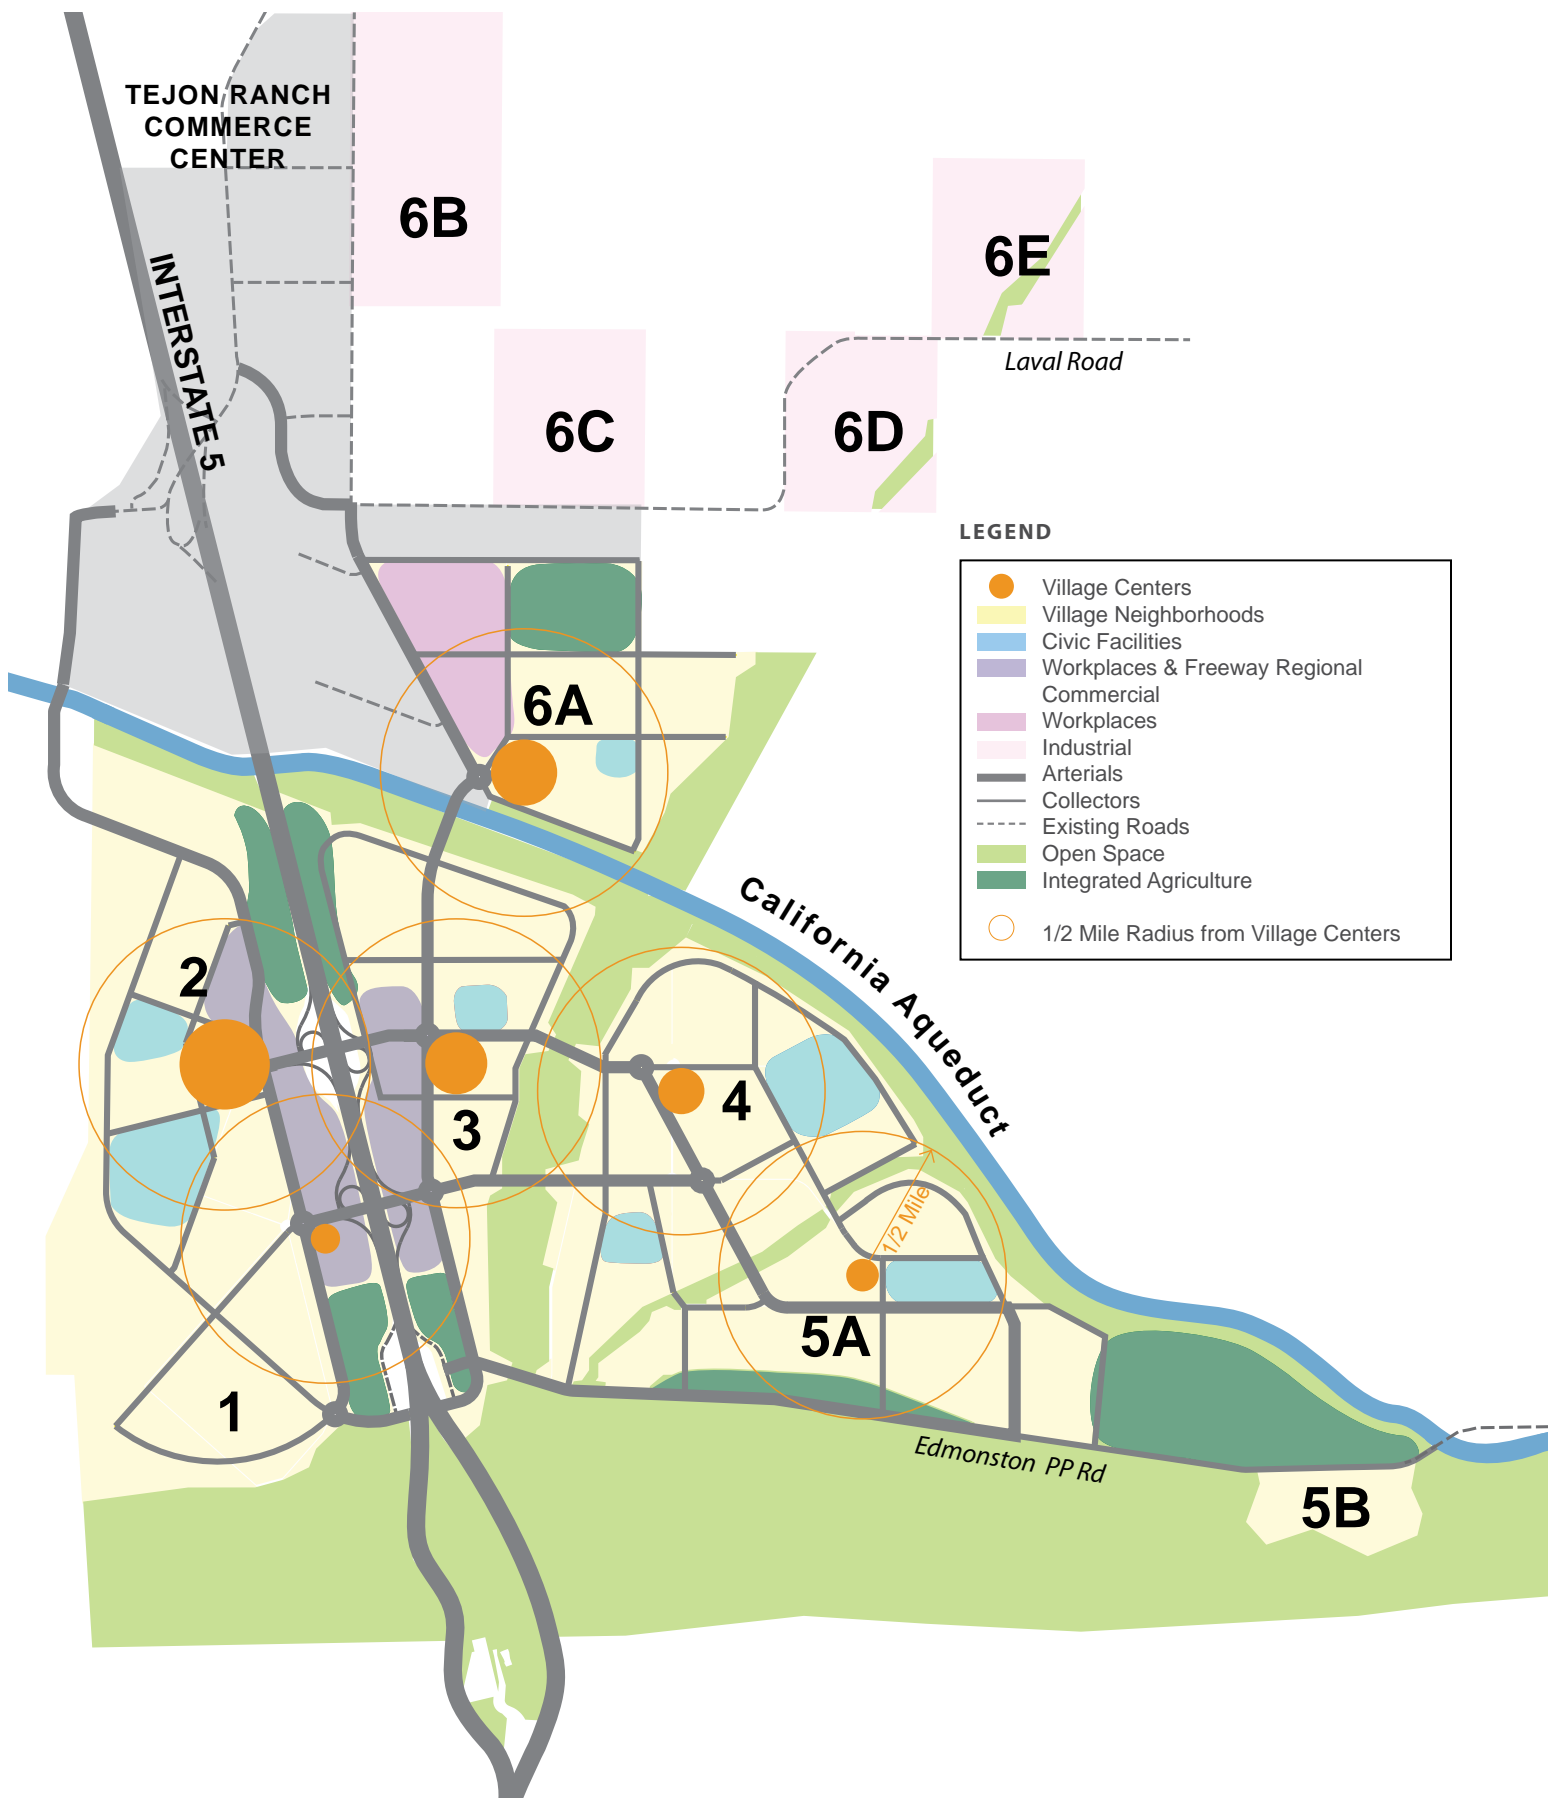 TEJON RANCH
COMMERCE
CENTER
6B
6E
INTERSTATE 5
Laval Road
6C
6D
LEGEND
Village Centers
Village Neighborhoods
Civic Facilities
Workplaces & Freeway Regional
Commercial
Workplaces
Industrial
Arterials
Collectors
Existing Roads
Open Space
Integrated Agriculture
1/2 Mile Radius from Village Centers
6A
California Aqueduct
2
4
3
1/2 Mile
5A
1
Edmonston PP Rd
5B